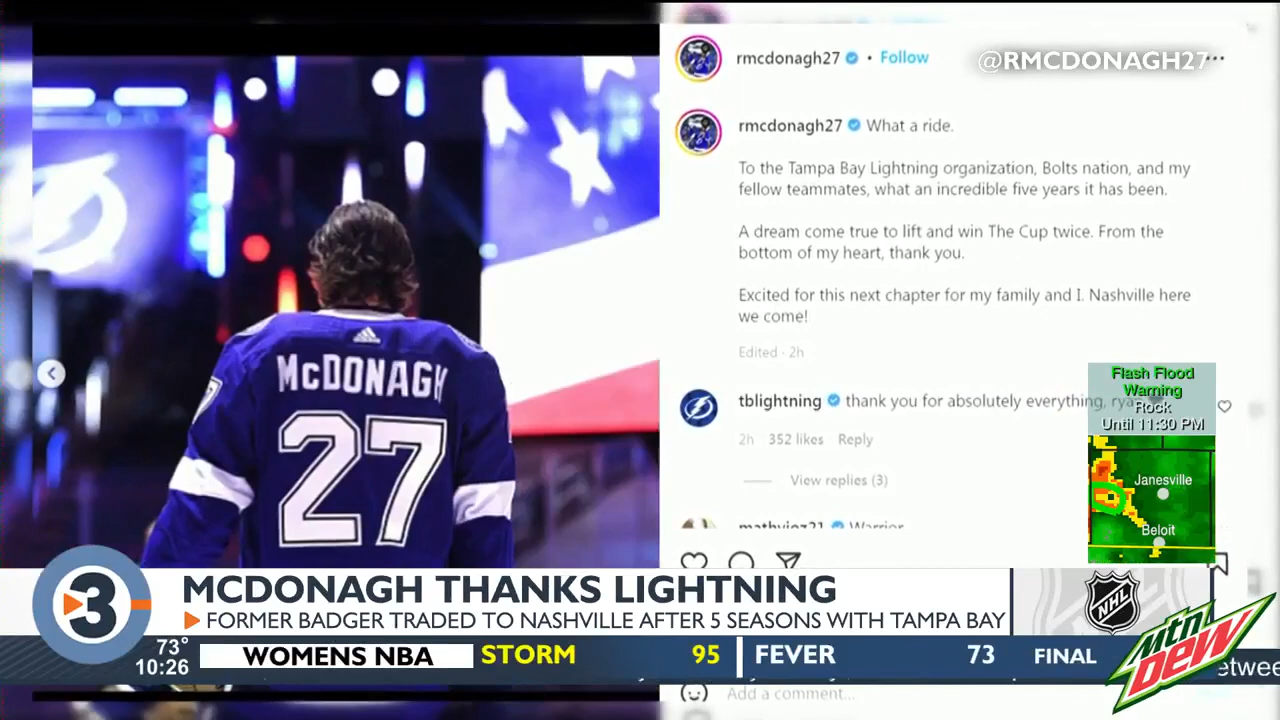 rmcdonagh27 • Follow
@RMCDONAGH27
rmcdonagh27 What a ride.
To the Tampa Bay Lightning organization, Bolts nation, and my
fellow teammates, what an incredible five years it has been.
A dream come true to lift and win The Cup twice. From the
bottom of my heart, thank you.
Excited for this next chapter for my family and I. Nashville here
we come!
Edited · 2h
tblightning thank you for absolutely everything,
2h 352 likes Reply
View replies (3)
Warrior
McDONAGH
27
Flash Flood
Warning
Rock
Until 11:30 PM
Janesville
Beloit
3
MCDONAGH THANKS LIGHTNING
FORMER BADGER TRADED TO NASHVILLE AFTER 5 SEASONS WITH TAMPA BAY
NHL
73°
10:26
WOMENS NBA STORM 95 FEVER 73 FINAL
mtn
DEW
Add a comment...